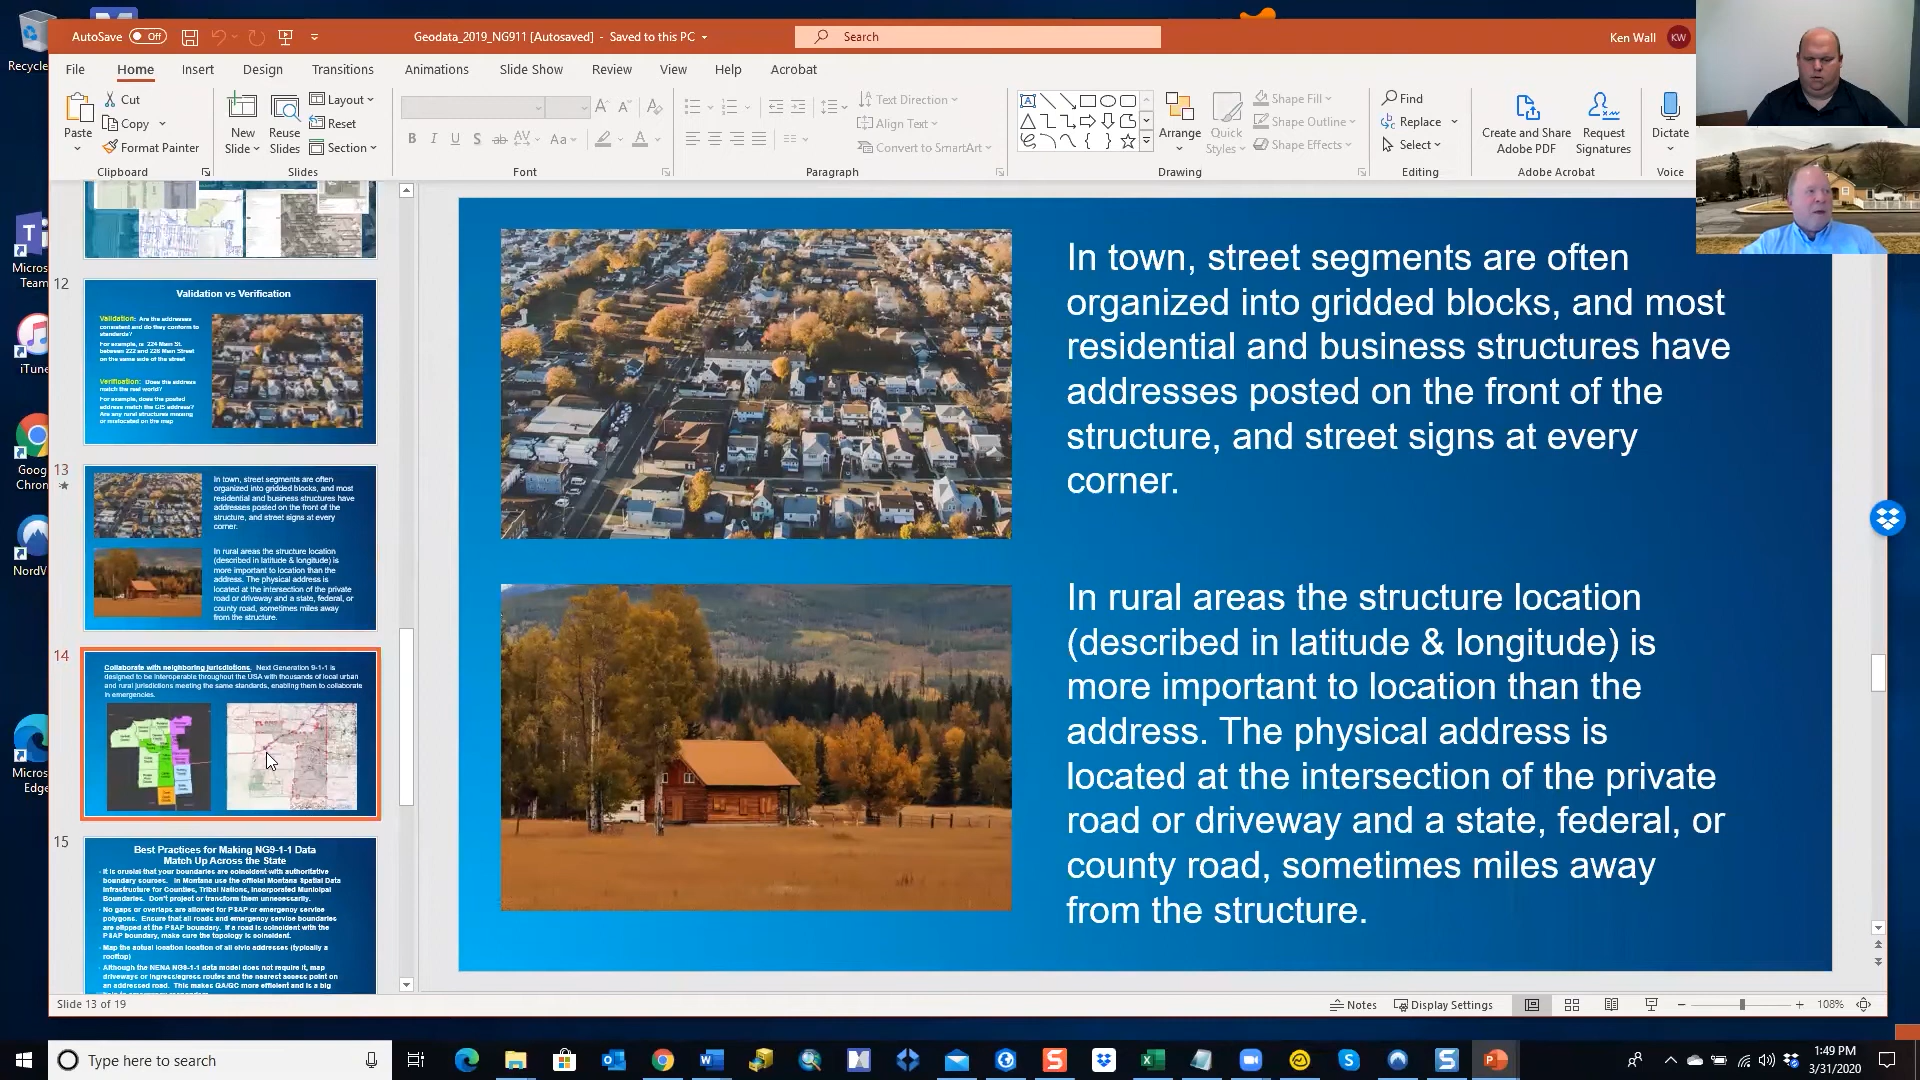 Recycle
Micros
Team
iTune
Goog
Chron
NordV
Micros
Edge
AutoSave
Off
Geodata_2019_NG911 [Autosaved] - Saved to this PC
Search
Ken Wall
KW
File
Home
Insert
Design
Transitions
Animations
Slide Show
Review
View
Help
Acrobat
Paste
Cut
Copy
Format Painter
Clipboard
New
Slide
Reuse
Slides
Layout
Reset
Section
Slides
B I U S ab AV Aa A
Font
Text Direction
Align Text
Convert to SmartArt
Paragraph
Arrange
Quick
Styles
Shape Fill
Shape Outline
Shape Effects
Drawing
Find
Replace
Select
Editing
Create and Share
Adobe PDF
Request
Signatures
Adobe Acrobat
Dictate
Voice
12
Validation vs Verification
Validation: Are the addresses
consistent and do they conform to
standards?
For example, is 224 Main St.
between 222 and 226 Main Street
on the same side of the street
Verification: Does the address
match the real world?
For example, does the posted
address match the GIS address?
Are any rural structures missing
or mislocated on the map
13
In town, street segments are often
organized into gridded blocks, and most
residential and business structures have
addresses posted on the front of the
structure, and street signs at every
corner.
In rural areas the structure location
(described in latitude & longitude) is
more important to location than the
address. The physical address is
located at the intersection of the private
road or driveway and a state, federal, or
county road, sometimes miles away
from the structure.
14
Collaborate with neighboring jurisdictions. Next Generation 9-1-1 is
designed to be interoperable throughout the USA with thousands of local urban
and rural jurisdictions meeting the same standards, enabling them to collaborate
in emergencies.
15
Best Practices for Making NG9-1-1 Data
Match Up Across the State
It is crucial that your boundaries are coincident with authoritative
boundary sources. In Montana use the official Montana Spatial Data
Infrastructure for Counties, Tribal Nations, Incorporated Municipal
Boundaries. Don't project or transform them unnecessarily.
No gaps or overlaps are allowed for PSAP or emergency service
polygons. Ensure that all roads and emergency service boundaries
are clipped at the PSAP boundary. If a road is coincident with the
PSAP boundary, make sure the topology is coincident.
Map the actual location location of all civic addresses (typically a
rooftop)
Although the NENA NG9-1-1 data model does not require it, map
driveways or ingress/egress routes and the nearest access point on
an addressed road. This makes QA/QC more efficient and is a big
In town, street segments are often
organized into gridded blocks, and most
residential and business structures have
addresses posted on the front of the
structure, and street signs at every
corner.
In rural areas the structure location
(described in latitude & longitude) is
more important to location than the
address. The physical address is
located at the intersection of the private
road or driveway and a state, federal, or
county road, sometimes miles away
from the structure.
Slide 13 of 19
Notes
Display Settings
108%
Type here to search
1:49 PM
3/31/2020